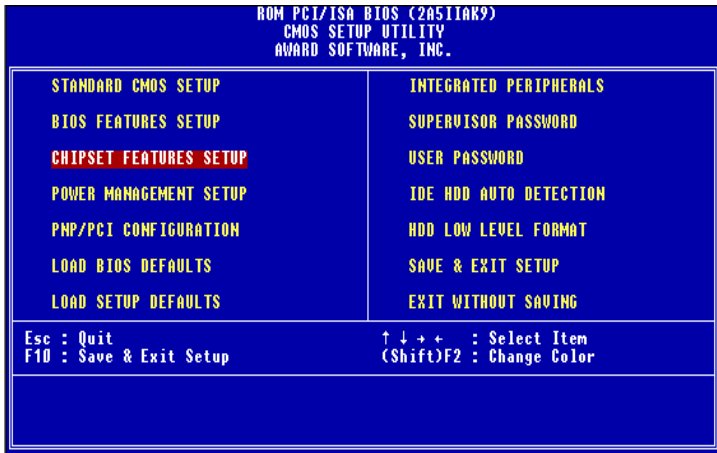 ROM PCI/ISA BIOS (2A5IIAK9)
CMOS SETUP UTILITY
AWARD SOFTWARE, INC.
STANDARD CMOS SETUP
BIOS FEATURES SETUP
CHIPSET FEATURES SETUP
POWER MANAGEMENT SETUP
PNP/PCI CONFIGURATION
LOAD BIOS DEFAULTS
LOAD SETUP DEFAULTS
INTEGRATED PERIPHERALS
SUPERVISOR PASSWORD
USER PASSWORD
IDE HDD AUTO DETECTION
HDD LOW LEVEL FORMAT
SAVE & EXIT SETUP
EXIT WITHOUT SAVING
Esc : Quit
F10 : Save & Exit Setup
↑ ↓ → ← : Select Item
(Shift)F2 : Change Color